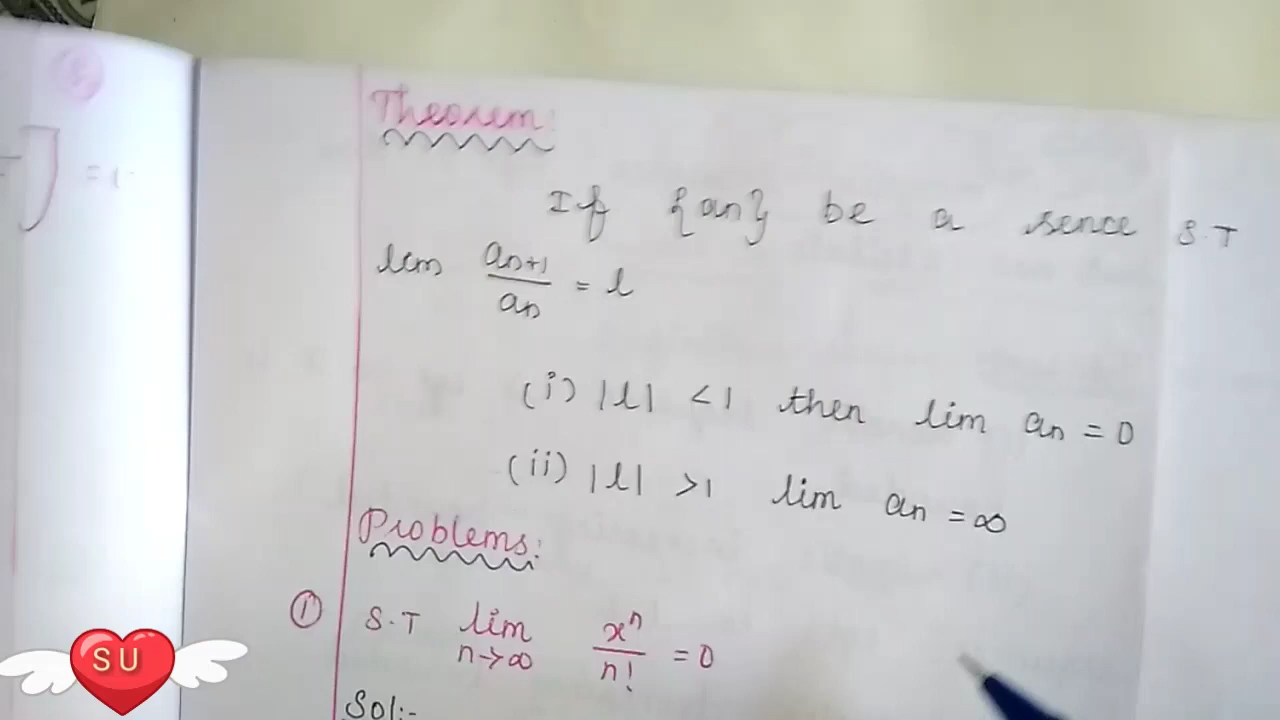 Theorem:
If {an} be a sence S.T
lim an+1/an = l
(i) |l| < 1 then lim an = 0
(ii) |l| > 1 lim an = ∞
Problems:
① S.T lim n→∞ xⁿ/n! = 0
Sol:-
SU